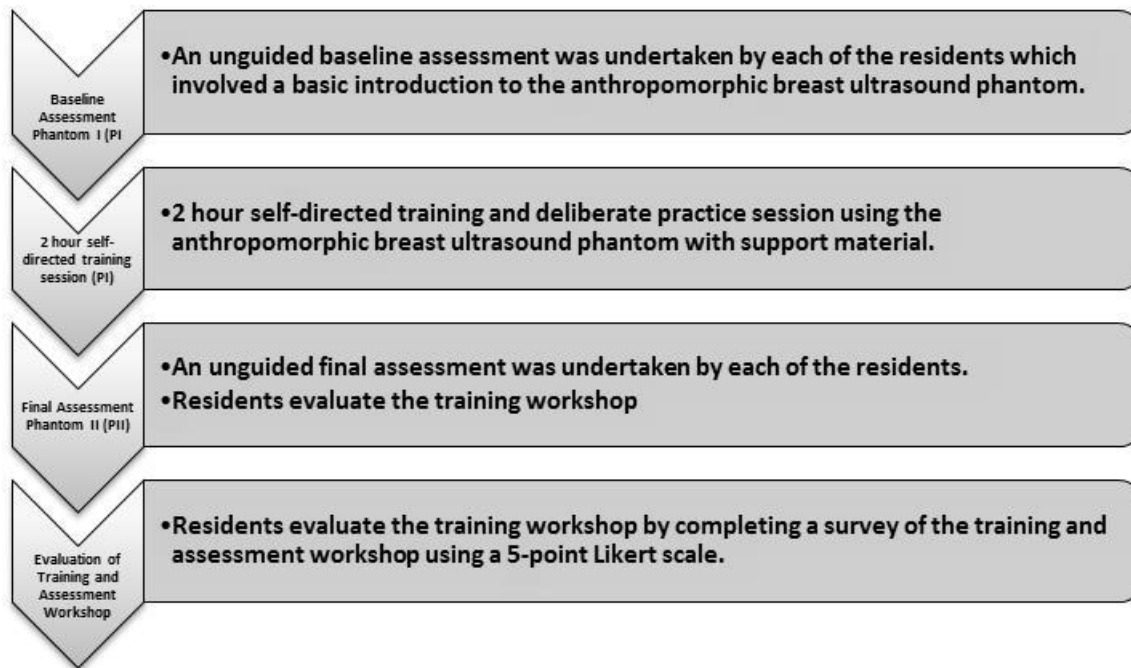 Baseline
Assessment
Phantom I (PI
•An unguided baseline assessment was undertaken by each of the residents which
involved a basic introduction to the anthropomorphic breast ultrasound phantom.
2 hour self-
directed training
session (PI)
•2 hour self-directed training and deliberate practice session using the
anthropomorphic breast ultrasound phantom with support material.
Final Assessment
Phantom II (PII)
•An unguided final assessment was undertaken by each of the residents.
•Residents evaluate the training workshop
Evaluation of
Training and
Assessment
Workshop
•Residents evaluate the training workshop by completing a survey of the training and
assessment workshop using a 5-point Likert scale.